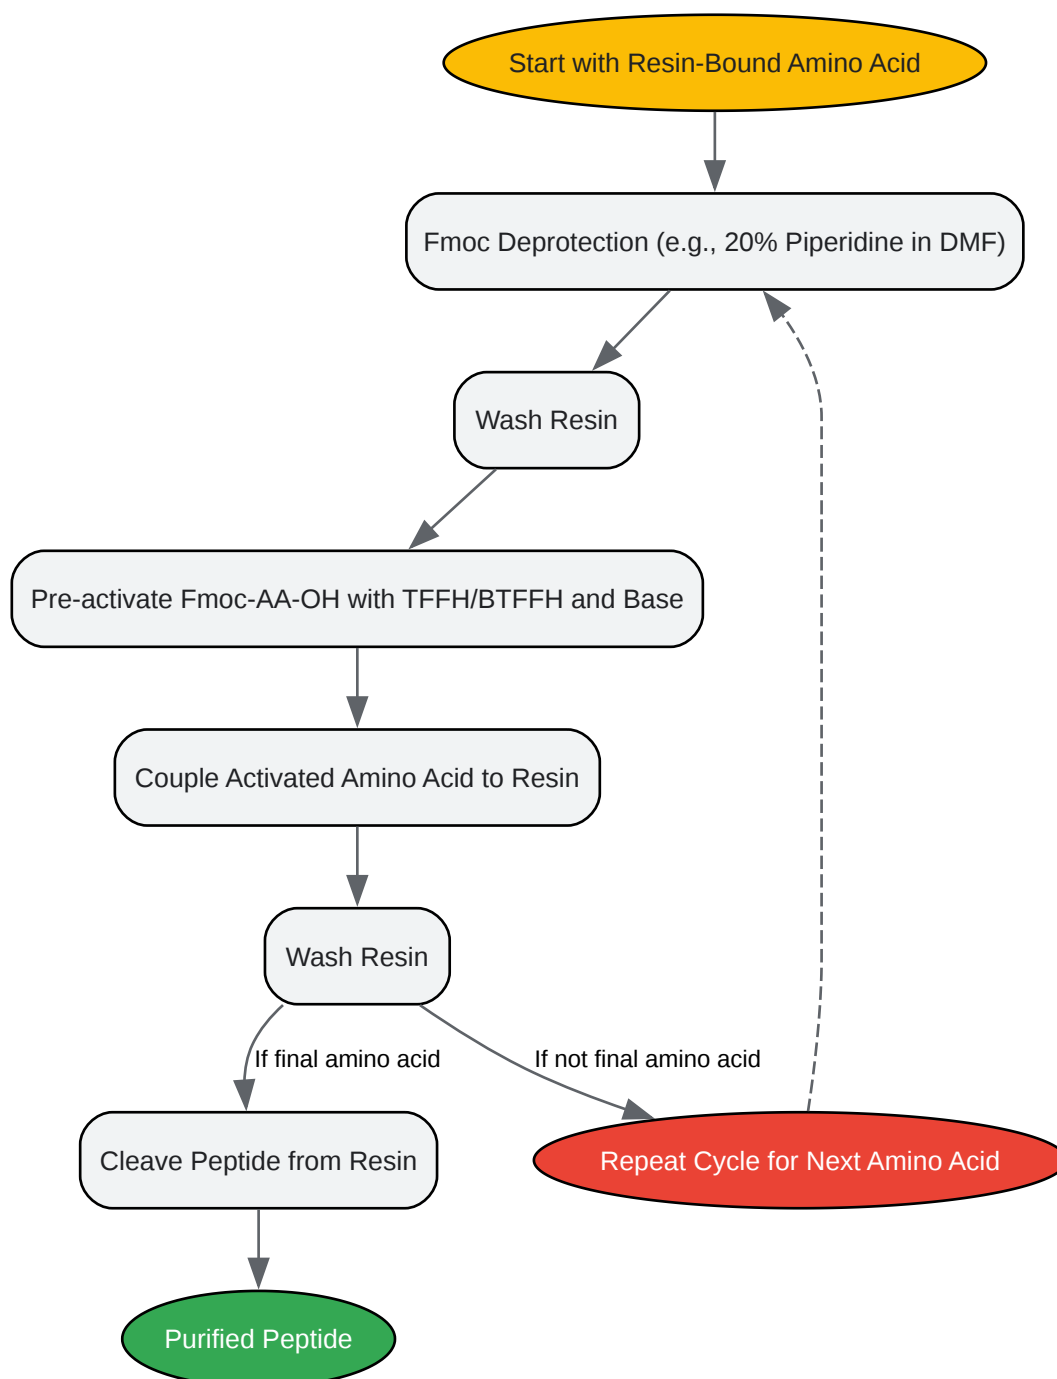 Start with Resin-Bound Amino Acid
Fmoc Deprotection (e.g., 20% Piperidine in DMF)
Wash Resin
Pre-activate Fmoc-AA-OH with TFFH/BTFFH and Base
Couple Activated Amino Acid to Resin
Wash Resin
If final amino acid
If not final amino acid
Cleave Peptide from Resin
Repeat Cycle for Next Amino Acid
Purified Peptide